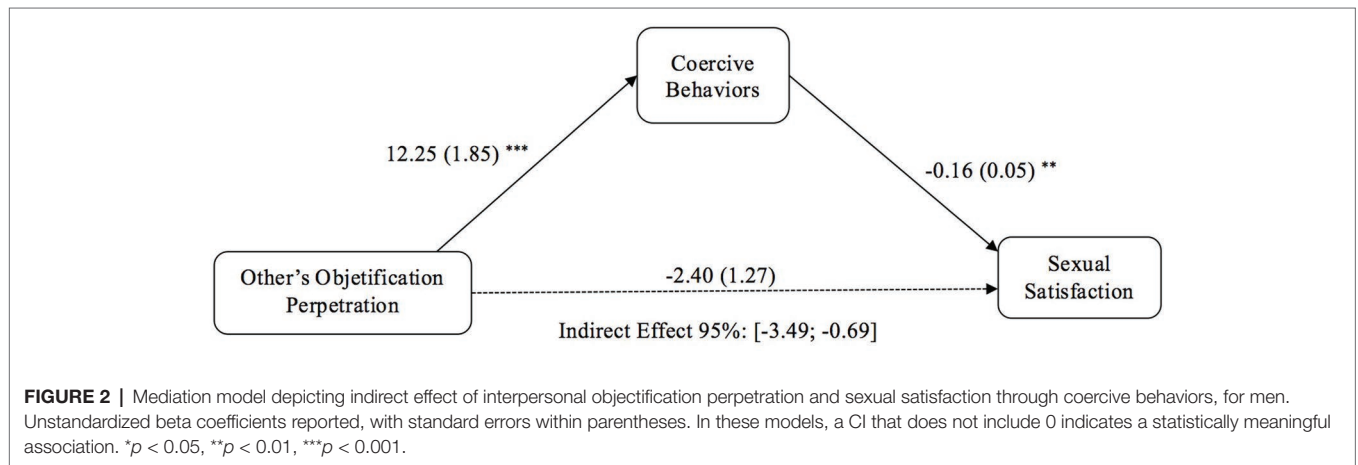 Coercive
Behaviors
12.25 (1.85) ***
-0.16 (0.05) **
Other's Objetification
Perpetration
-2.40 (1.27)
Sexual
Satisfaction
Indirect Effect 95%: [-3.49; -0.69]
FIGURE 2 | Mediation model depicting indirect effect of interpersonal objectification perpetration and sexual satisfaction through coercive behaviors, for men.
Unstandardized beta coefficients reported, with standard errors within parentheses. In these models, a CI that does not include 0 indicates a statistically meaningful
association. *p < 0.05, **p < 0.01, ***p < 0.001.